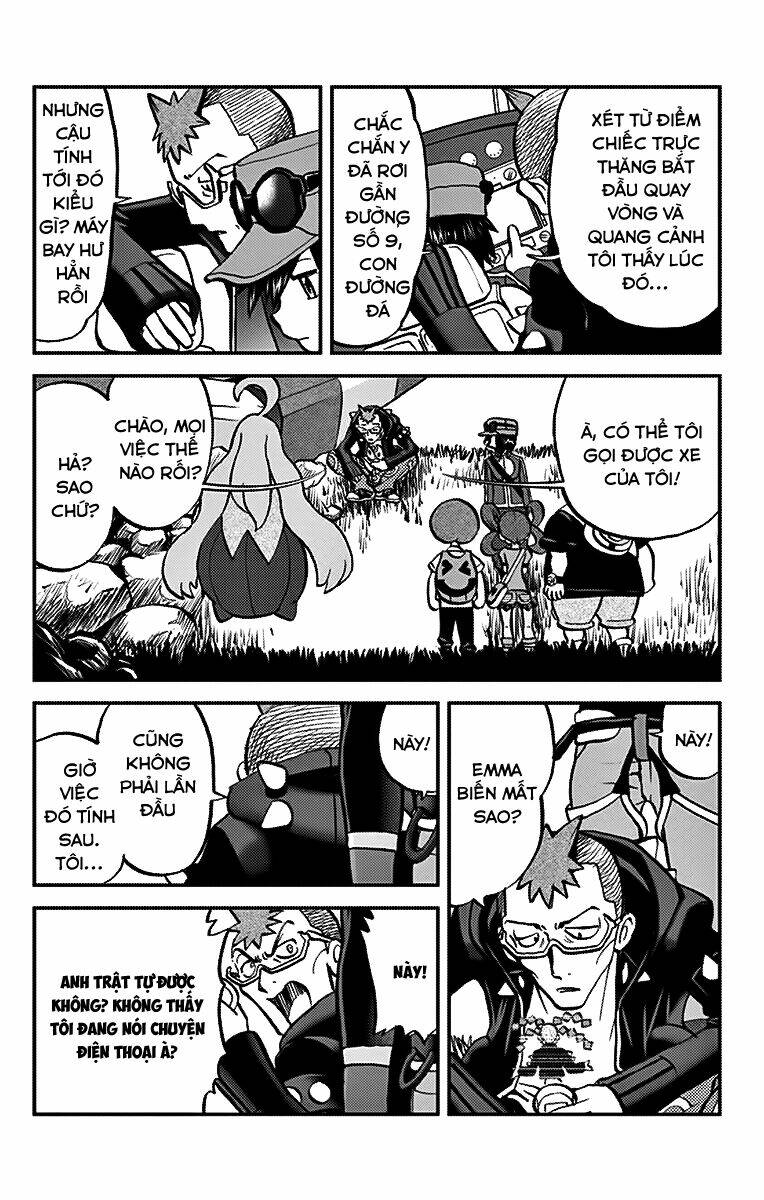 XÉT TỪ ĐIỂM
CHIẾC TRỰC
THĂNG BẮT
ĐẦU QUAY
VÒNG VÀ
QUANG CẢNH
TÔI THẤY LÚC
ĐÓ...
CHẮC
CHẮN Y
ĐÃ RƠI
GẦN
ĐƯỜNG
SỐ 9,
CON
ĐƯỜNG
ĐÁ
NHƯNG
CẬU
TÍNH
TỚI ĐÓ
KIỂU
GÌ? MÁY
BAY HƯ
HẲN
RỒI
À, CÓ THỂ TÔI
GỌI ĐƯỢC XE
CỦA TÔI!
CHÀO, MỌI
VIỆC THẾ
NÀO RỐI?
HẢ?
SAO
CHỨ?
NÀY!
EMMA
BIẾN MẤT
SAO?
NÀY!
CŨNG
KHÔNG
PHẢI LẦN
ĐẦU
GIỜ
VIỆC
ĐÓ TÍNH
SAU.
TÔI...
NÀY!
ANH TRẬT TỰ ĐƯỢC
KHÔNG? KHÔNG THẤY
TÔI ĐANG NÓI CHUYỆN
ĐIỆN THOẠI À?